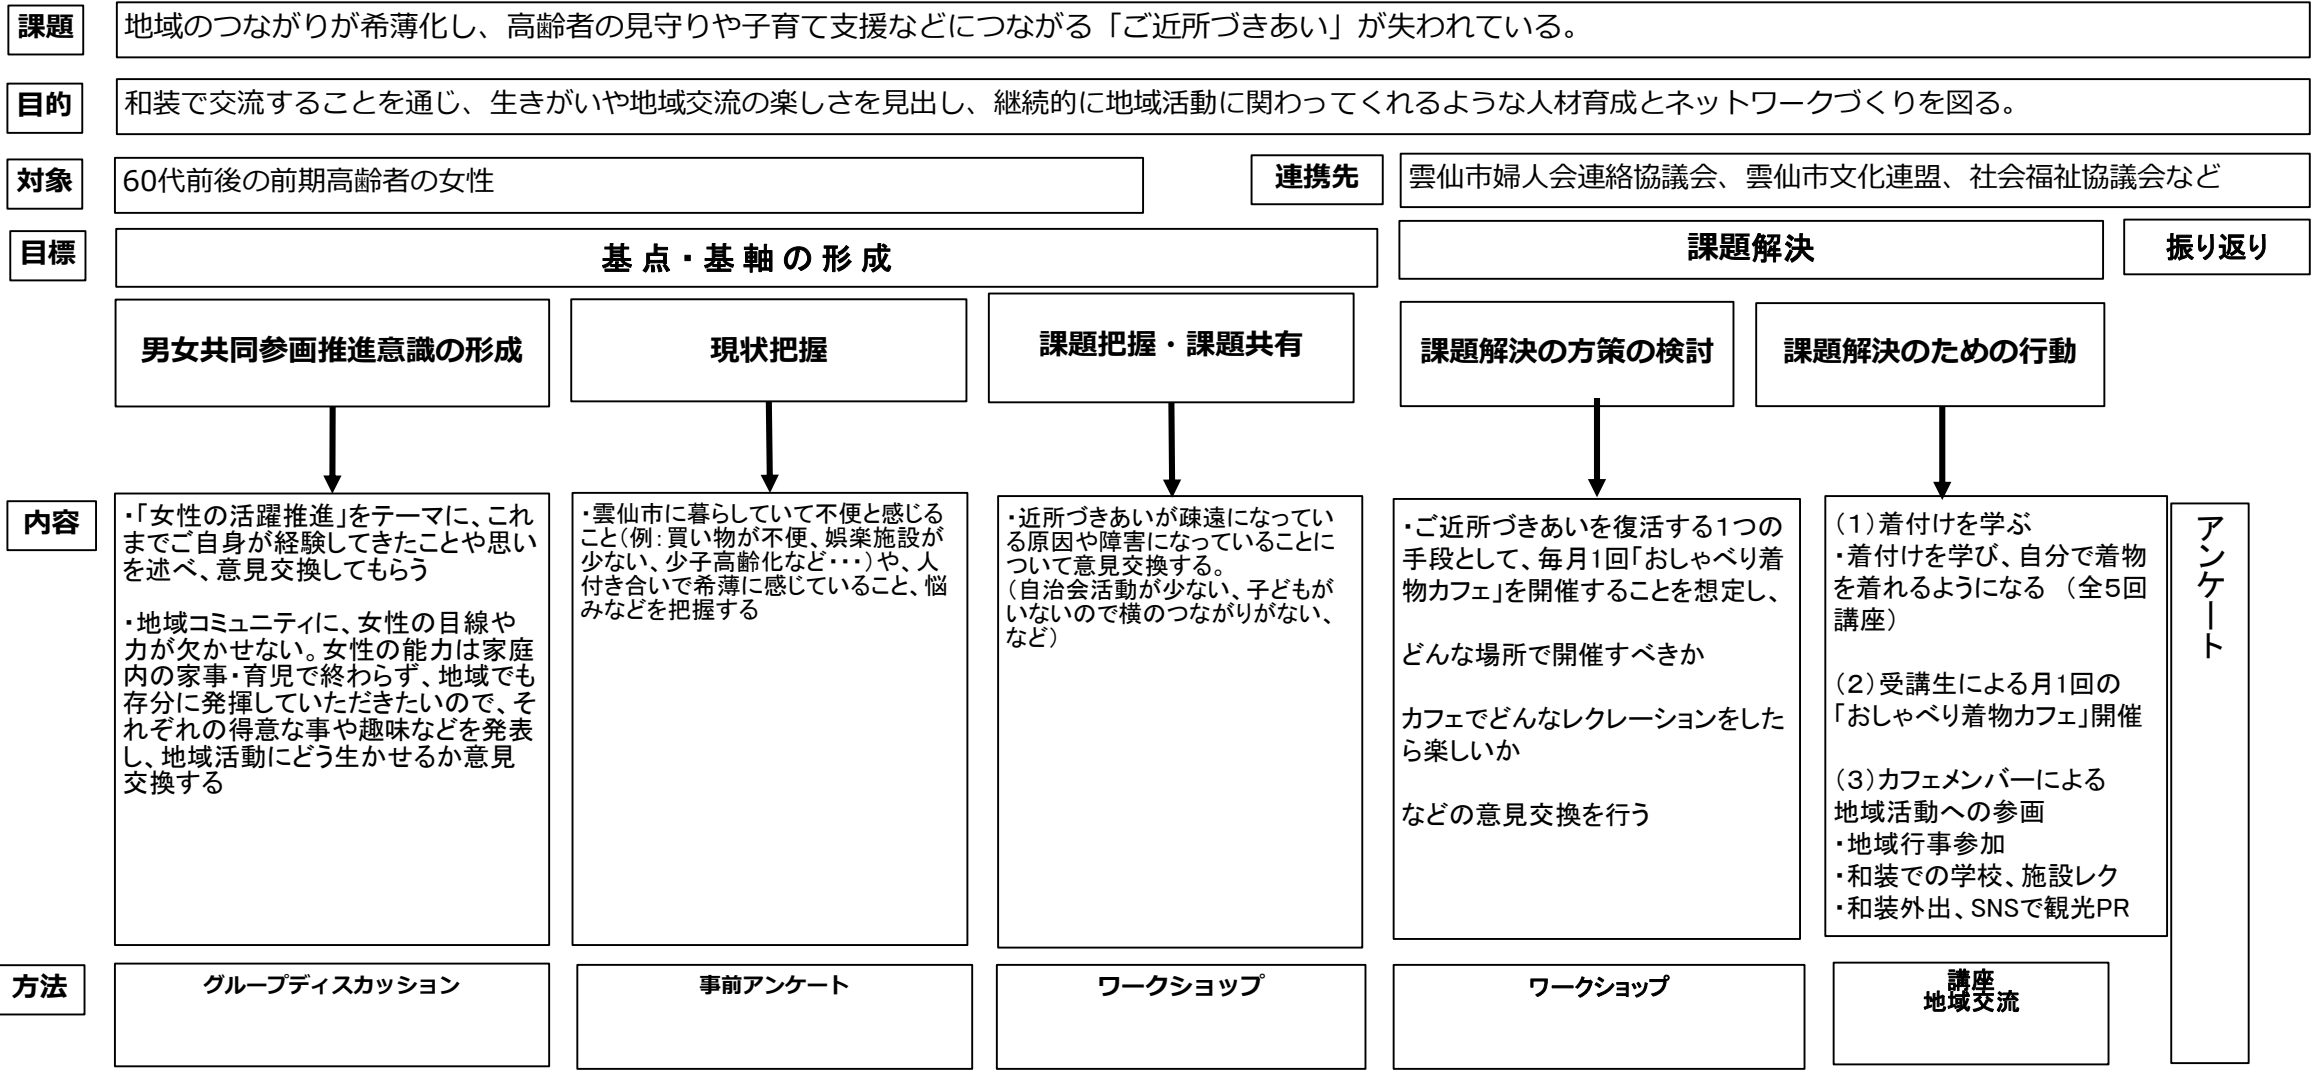 課題
地域のつながりが希薄化し、高齢者の見守りや子育て支援などにつながる「ご近所づきあい」が失われている。
目的
和装で交流することを通じ、生きがいや地域交流の楽しさを見出し、継続的に地域活動に関わってくれるような人材育成とネットワークづくりを図る。
対象
60代前後の前期高齢者の女性
連携先
雲仙市婦人会連絡協議会、雲仙市文化連盟、社会福祉協議会など
目標
基点・基軸の形成
課題解決
振り返り
男女共同参画推進意識の形成
現状把握
課題把握・課題共有
課題解決の方策の検討
課題解決のための行動
内容
・「女性の活躍推進」をテーマに、これ
までご自身が経験してきたことや思い
を述べ、意見交換してもらう
・地域コミュニティに、女性の目線や
力が欠かせない。女性の能力は家庭
内の家事・育児で終わらず、地域でも
存分に発揮していただきたいので、そ
れぞれの得意な事や趣味などを発表
し、地域活動にどう生かせるか意見
交換する
・雲仙市に暮らしていて不便と感じる
こと（例：買い物が不便、娯楽施設が
少ない、少子高齢化など・・・）や、人
付き合いで希薄に感じていること、悩
みなどを把握する
・近所づきあいが疎遠になってい
る原因や障害になっていることに
ついて意見交換する。
（自治会活動が少ない、子どもが
いないので横のつながりがない、
など）
・ご近所づきあいを復活する１つの
手段として、毎月1回「おしゃべり着
物カフェ」を開催することを想定し、
どんな場所で開催すべきか
カフェでどんなレクレーションをした
ら楽しいか
などの意見交換を行う
（１）着付けを学ぶ
・着付けを学び、自分で着物
を着れるようになる （全５回
講座）
（２）受講生による月1回の
「おしゃべり着物カフェ」開催
（３）カフェメンバーによる
地域活動への参画
・地域行事参加
・和装での学校、施設レク
・和装外出、SNSで観光PR
アンケート
方法
グループディスカッション
事前アンケート
ワークショップ
ワークショップ
講座
地域交流